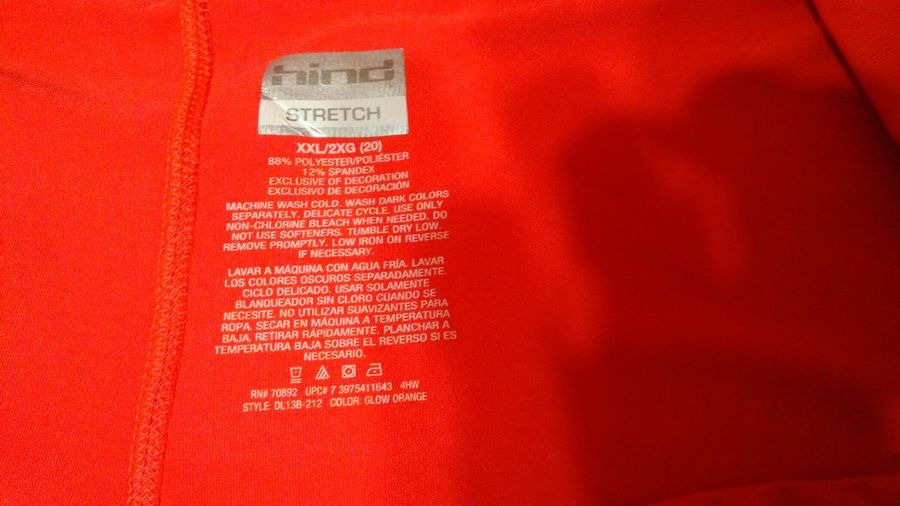 hind
STRETCH
XXL/2XG (20)
88% POLYESTER/POLIÉSTER
12% SPANDEX
EXCLUSIVE OF DECORATION
EXCLUSIVO DE DECORACIÓN
MACHINE WASH COLD. WASH DARK COLORS
SEPARATELY. DELICATE CYCLE. USE ONLY
NON-CHLORINE BLEACH WHEN NEEDED. DO
NOT USE SOFTENERS. TUMBLE DRY LOW.
REMOVE PROMPTLY. LOW IRON ON REVERSE
IF NECESSARY.
LAVAR A MÁQUINA CON AGUA FRÍA. LAVAR
LOS COLORES OSCUROS SEPARADAMENTE.
CICLO DELICADO. USAR SOLAMENTE
BLANQUEADOR SIN CLORO CUANDO SE
NECESITE. NO UTILIZAR SUAVIZANTES PARA
ROPA. SECAR EN MÁQUINA A TEMPERATURA
BAJA. RETIRAR RÁPIDAMENTE. PLANCHAR A
TEMPERATURA BAJA SOBRE EL REVERSO SI ES
NECESARIO.
RN# 70892 UPC# 7 3975411643 4HW
STYLE: DL13B-212 COLOR: GLOW ORANGE